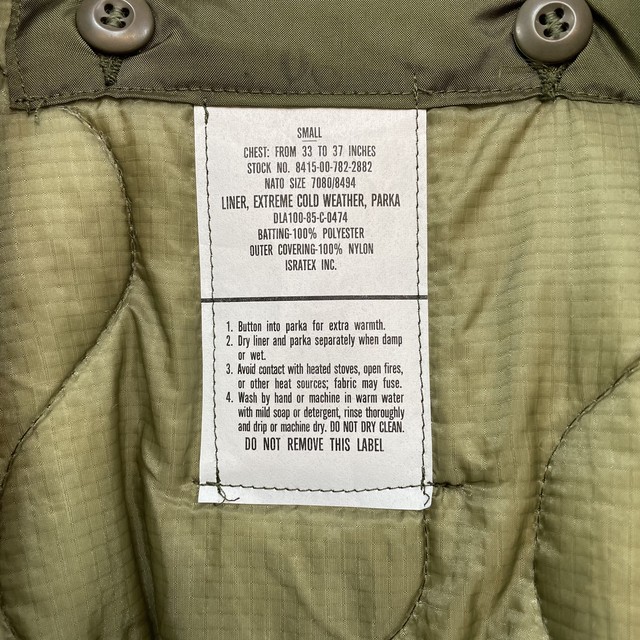 SMALL
CHEST: FROM 33 TO 37 INCHES
STOCK NO. 8415-00-782-2882
NATO SIZE 7080/8494
LINER, EXTREME COLD WEATHER, PARKA
DLA100-85-C-0474
BATTING-100% POLYESTER
OUTER COVERING-100% NYLON
ISRATEX INC.
1. Button into parka for extra warmth.
2. Dry liner and parka separately when damp
or wet.
3. Avoid contact with heated stoves, open fires,
or other heat sources; fabric may fuse.
4. Wash by hand or machine in warm water
with mild soap or detergent, rinse thoroughly
and drip or machine dry. DO NOT DRY CLEAN.
DO NOT REMOVE THIS LABEL